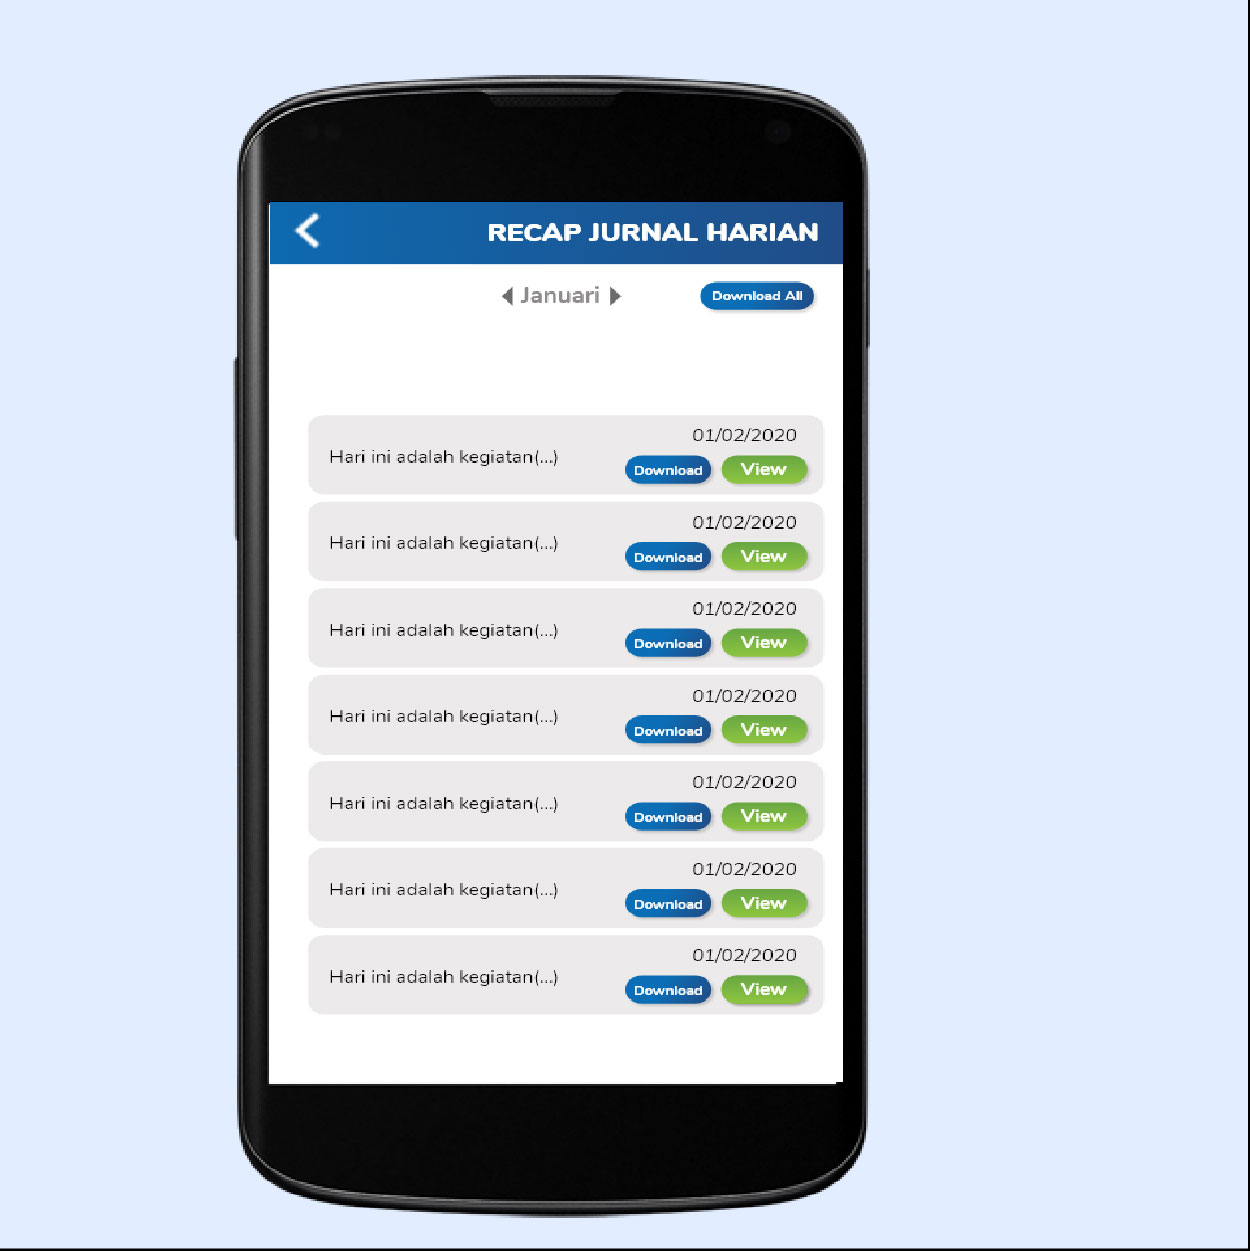 RECAP JURNAL HARIAN
Januari
Download All
01/02/2020
Hari ini adalah kegiatan(...)
Download View
01/02/2020
Hari ini adalah kegiatan(...)
Download View
01/02/2020
Hari ini adalah kegiatan(...)
Download View
01/02/2020
Hari ini adalah kegiatan(...)
Download View
01/02/2020
Hari ini adalah kegiatan(...)
Download View
01/02/2020
Hari ini adalah kegiatan(...)
Download View
01/02/2020
Hari ini adalah kegiatan(...)
Download View